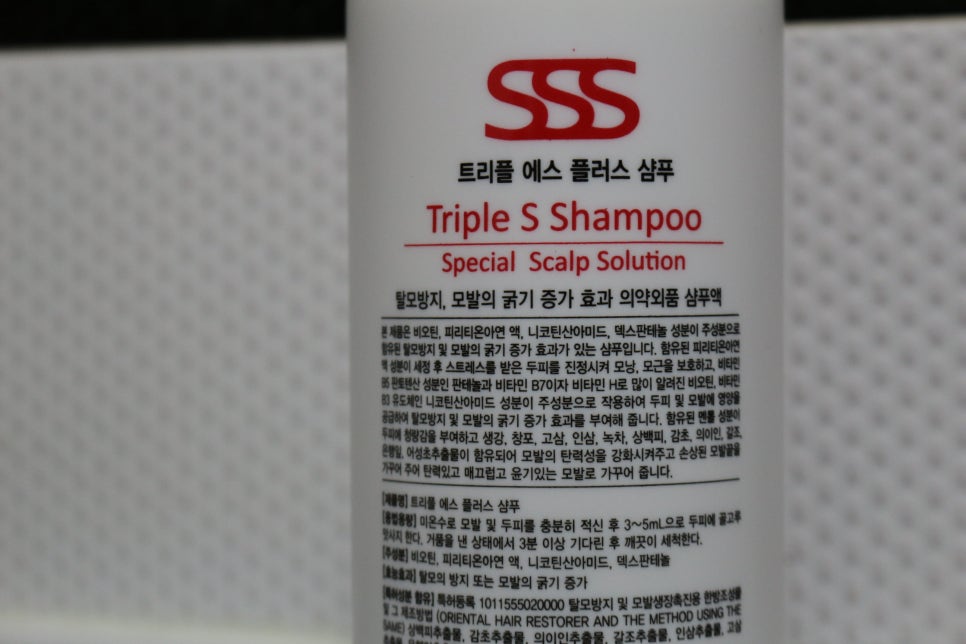 SSS
트리플 에스 플러스 샴푸
Triple S Shampoo
Special Scalp Solution
탈모방지, 모발의 굵기 증가 효과 의약외품 샴푸액
본 제품은 비오틴, 피리티온아연 액, 니코틴산아미드, 덱스판테놀 성분이 주성분으로
함유된 탈모방지 및 모발의 굵기 증가 효과가 있는 샴푸입니다. 함유된 피리티온아연
액 성분이 세정 후 스트레스를 받은 두피를 진정시켜 모낭, 모근을 보호하고, 비타민
B5 판토텐산 성분인 판테놀과 비타민 B7이자 비타민 H로 많이 알려진 비오틴, 비타민
B3 유도체인 니코틴산아미드 성분이 주성분으로 작용하여 두피 및 모발에 영양을
공급하여 탈모방지 및 모발의 굵기 증가 효과를 부여해 줍니다. 함유된 멘톨 성분이
두피에 청량감을 부여하고 생강, 창포, 고삼, 인삼, 녹차, 상백피, 감초, 의이인, 갈조,
은행잎, 어성초추출물이 함유되어 모발의 탄력성을 강화시켜주고 손상된 모발끝을
가꾸어 주어 탄력있고 매끄럽고 윤기있는 모발로 가꾸어 줍니다.
[제품명] 트리플 에스 플러스 샴푸
[용법용량] 미온수로 모발 및 두피를 충분히 적신 후 3~5mL으로 두피에 골고루
맛사지 한다. 거품을 낸 상태에서 3분 이상 기다린 후 깨끗이 세척한다.
[주성분] 비오틴, 피리티온아연 액, 니코틴산아미드, 덱스판테놀
[효능효과] 탈모의 방지 또는 모발의 굵기 증가
[특허성분 함유] 특허등록 1011555020000 탈모방지 및 모발생장촉진용 한방조성물
및 그 제조방법 (ORIENTAL HAIR RESTORER AND THE METHOD USING THE
SAME) 상백피추출물, 감초추출물, 의이인추출물, 갈조추출물, 인삼추출물, 고삼